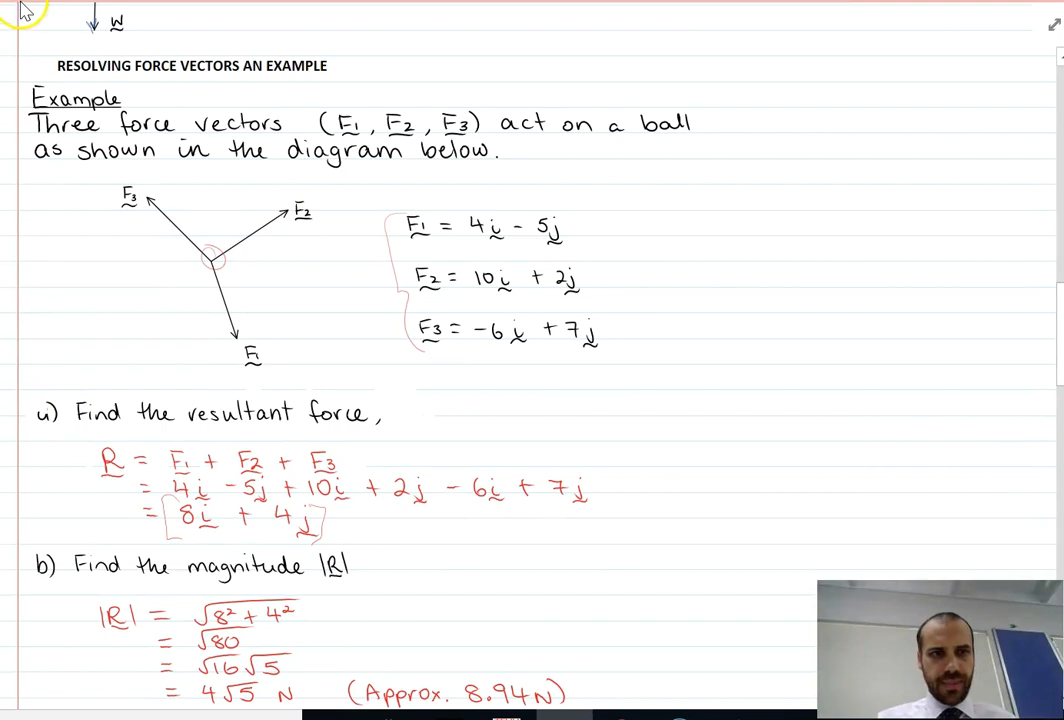 w
RESOLVING FORCE VECTORS AN EXAMPLE
Example
Three force vectors (F1, F2, F3) act on a ball
as shown in the diagram below.
F3
F2
F1
F1 = 4i - 5j
F2 = 10i + 2j
F3 = -6i + 7j
a) Find the resultant force,
R = F1 + F2 + F3
= 4i - 5j + 10i + 2j - 6i + 7j
= [8i + 4j]
b) Find the magnitude |R|
|R| = √8² + 4²
= √80
= √16 √5
= 4√5 N (Approx. 8.94N)